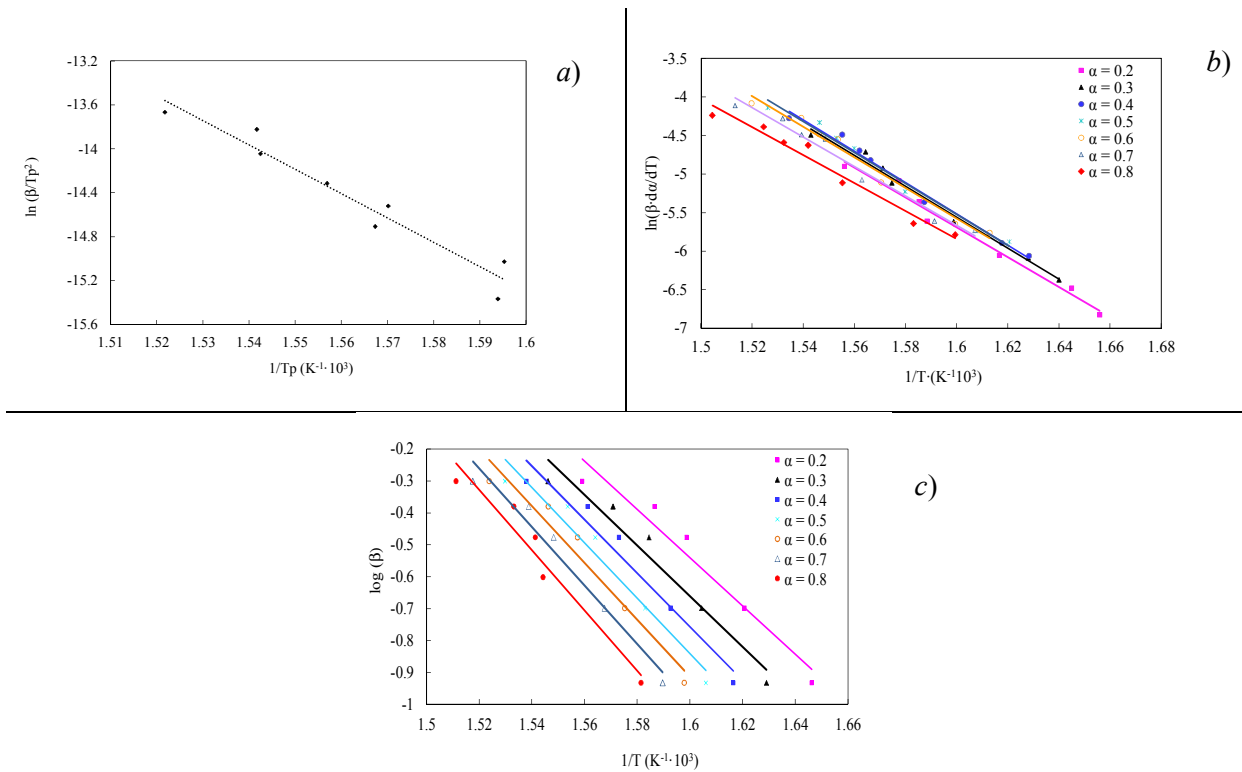 a)
-13.2
-13.6
-14
-14.4
-14.8
-15.2
-15.6
ln (β/Tp²)
1.51 1.52 1.53 1.54 1.55 1.56 1.57 1.58 1.59 1.6
1/Tp (K⁻¹·10³)
b)
-3.5
-4
-4.5
-5
-5.5
-6
-6.5
-7
ln(β·dα/dT)
α = 0.2
α = 0.3
α = 0.4
α = 0.5
α = 0.6
α = 0.7
α = 0.8
1.5 1.52 1.54 1.56 1.58 1.6 1.62 1.64 1.66 1.68
1/T·(K⁻¹10³)
c)
-0.2
-0.3
-0.4
-0.5
-0.6
-0.7
-0.8
-0.9
-1
log (β)
α = 0.2
α = 0.3
α = 0.4
α = 0.5
α = 0.6
α = 0.7
α = 0.8
1.5 1.52 1.54 1.56 1.58 1.6 1.62 1.64 1.66
1/T (K⁻¹·10³)